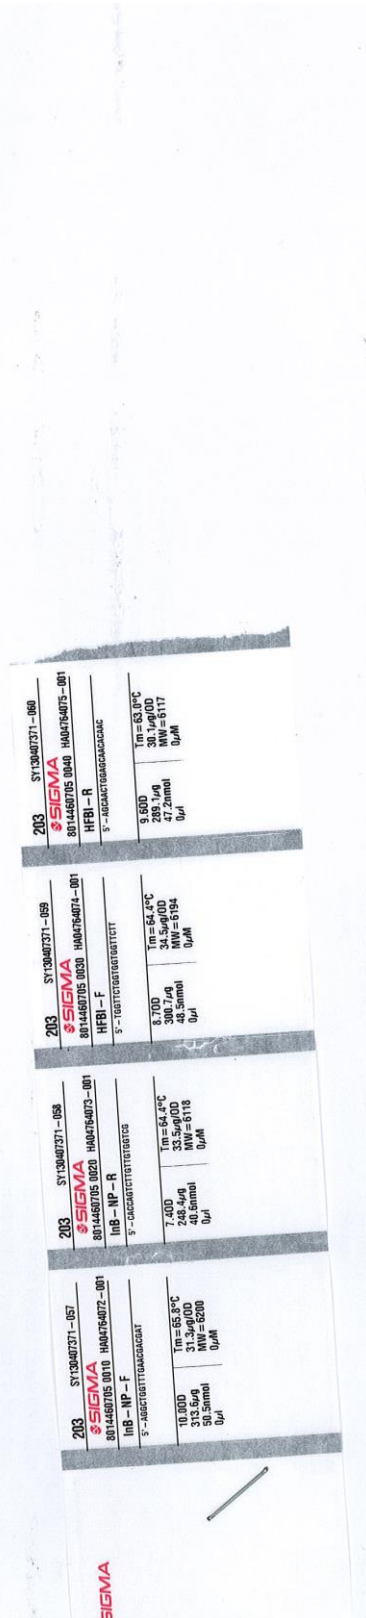 SIGMA
203 SY130407371-057
SIGMA
8014460705 0010 HA04764072-001
InB-NP-F
5'-AGGCTGGTTTGAACGACGAT
10.0OD Tm=65.8°C
313.6µg 31.3µg/OD
50.5nmol MW=6200
0µl 0µM
203 SY130407371-058
SIGMA
8014460705 0020 HA04764073-001
InB-NP-R
5'-CACCAGTCTTGTTGTGGTCG
7.4OD Tm=64.4°C
248.4µg 33.5µg/OD
40.6nmol MW=6118
0µl 0µM
203 SY130407371-059
SIGMA
8014460705 0030 HA04764074-001
HFBI-F
5'-TGGTTCTGGTGGTGGTTCTT
8.7OD Tm=64.4°C
300.7µg 34.5µg/OD
48.5nmol MW=6194
0µl 0µM
203 SY130407371-060
SIGMA
8014460705 0040 HA04764075-001
HFBI-R
5'-AGCAACTGGAGCAACACAAC
9.6OD Tm=63.0°C
289.1µg 30.1µg/OD
47.2nmol MW=6117
0µl 0µM